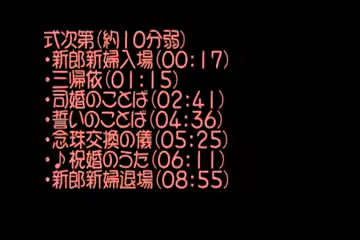 式次第(約10分弱)
・新郎新婦入場(00:17)
・三帰依(01:15)
・司婚のことば(02:41)
・誓いのことば(04:36)
・念珠交換の儀(05:25)
・♪祝婚のうた(06:11)
・新郎新婦退場(08:55)